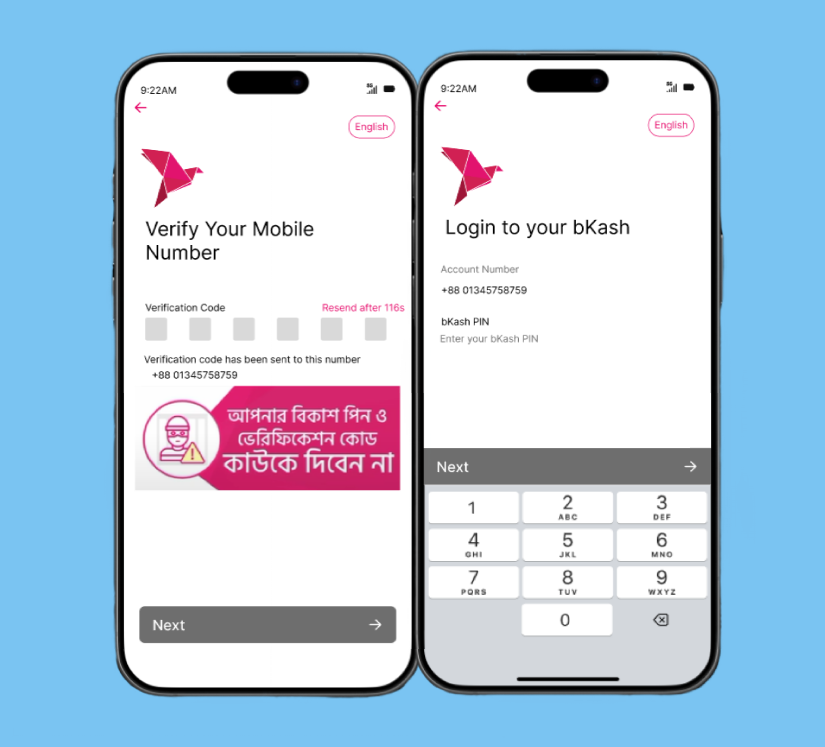 9:22AM
5G
English
Verify Your Mobile
Number
Verification Code
Resend after 116s
Verification code has been sent to this number
+88 01345758759
আপনার বিকাশ পিন ও
ভেরিফিকেশন কোড
কাউকে দিবেন না
Next
9:22AM
5G
English
Login to your bKash
Account Number
+88 01345758759
bKash PIN
Enter your bKash PIN
Next
1
2
ABC
3
DEF
4
GHI
5
JKL
6
MNO
7
PQRS
8
TUV
9
WXYZ
0